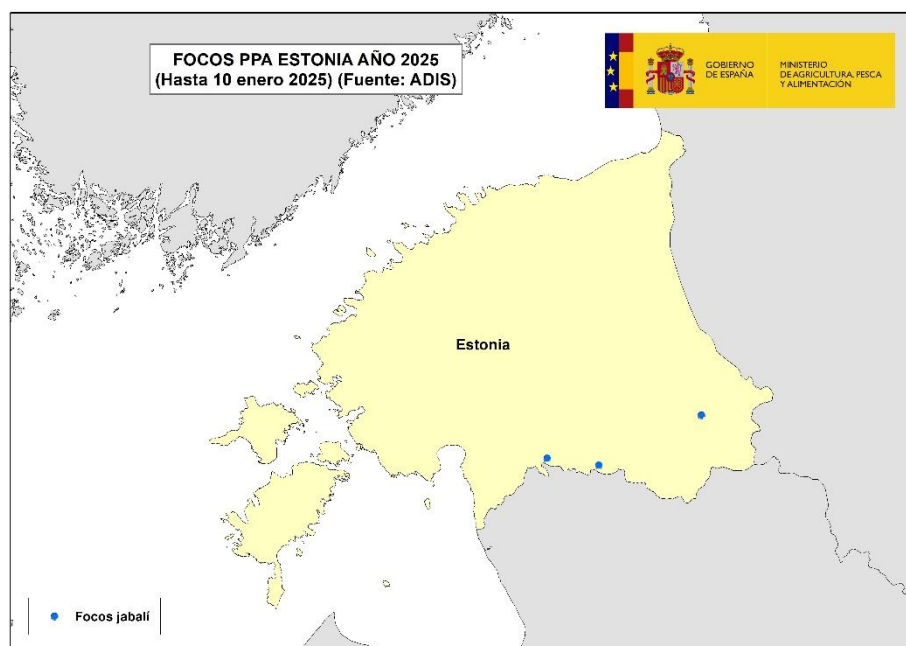 FOCOS PPA ESTONIA AÑO 2025
(Hasta 10 enero 2025) (Fuente: ADIS)
GOBIERNO
DE ESPAÑA
MINISTERIO
DE AGRICULTURA, PESCA
Y ALIMENTACIÓN
Estonia
Focos jabalí